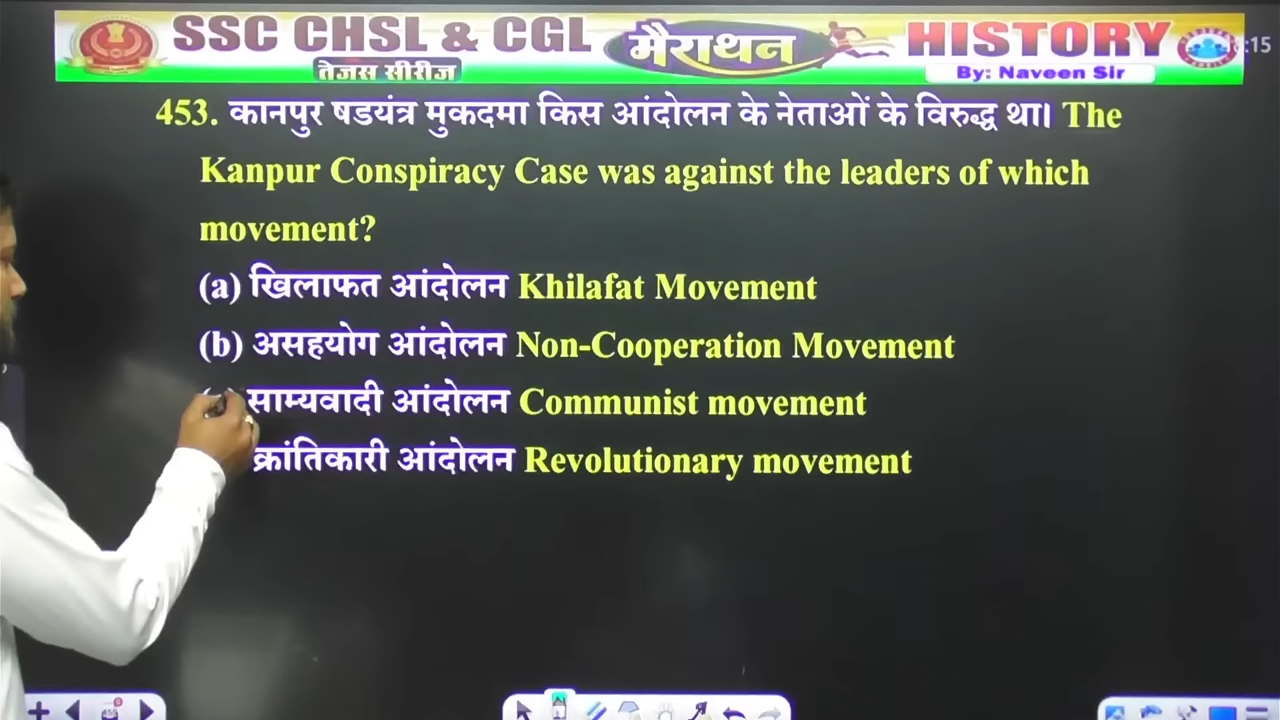 SSC CHSL & CGL
तेजस सीरीज
मैराथन
HISTORY
:15
By: Naveen Sir
453. कानपुर षडयंत्र मुकदमा किस आंदोलन के नेताओं के विरुद्ध था। The
Kanpur Conspiracy Case was against the leaders of which
movement?
(a) खिलाफत आंदोलन Khilafat Movement
(b) असहयोग आंदोलन Non-Cooperation Movement
साम्यवादी आंदोलन Communist movement
क्रांतिकारी आंदोलन Revolutionary movement